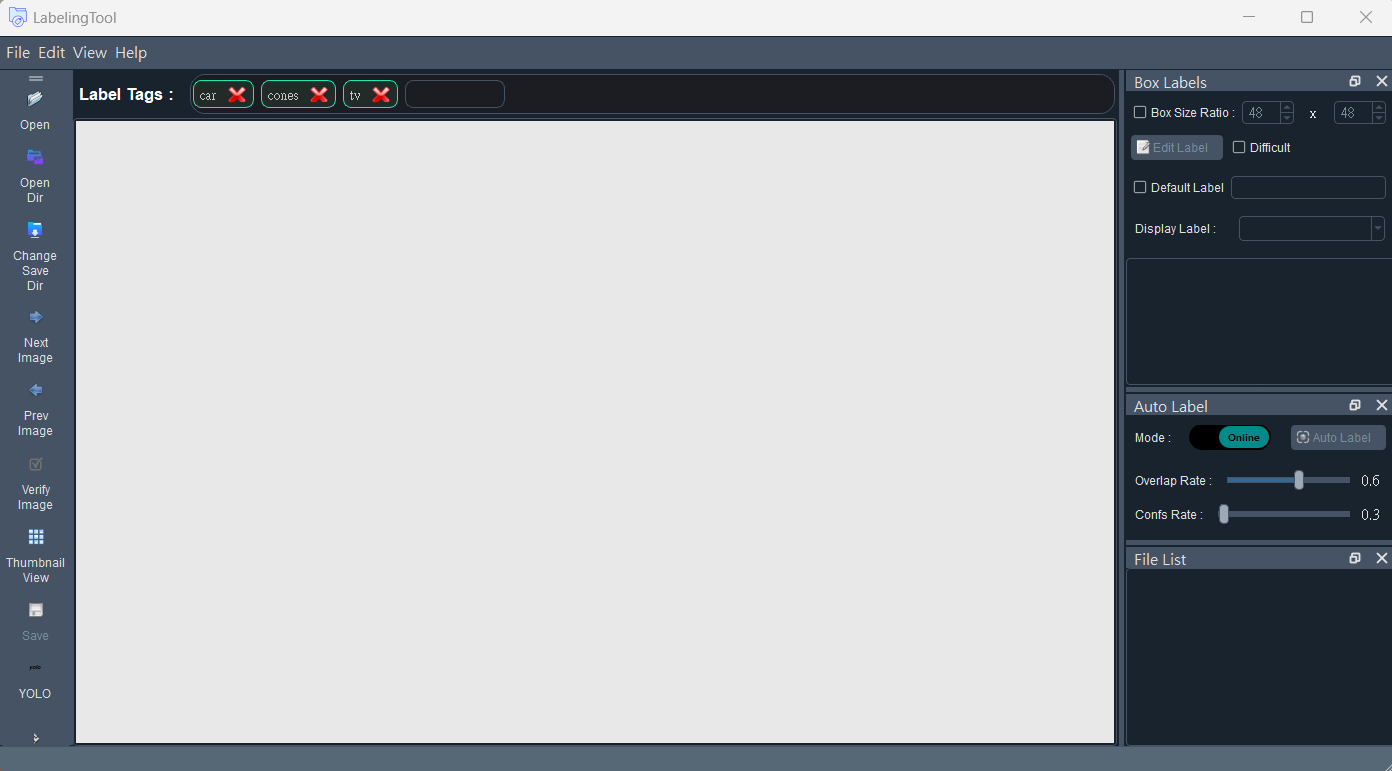 LabelingTool
File Edit View Help
Open
Open
Dir
Change
Save
Dir
Next
Image
Prev
Image
Verify
Image
Thumbnail
View
Save
yolo
YOLO
Label Tags : car cones tv
Box Labels
Box Size Ratio : 48 x 48
Edit Label Difficult
Default Label
Display Label :
Auto Label
Mode : Online Auto Label
Overlap Rate : 0.6
Confs Rate : 0.3
File List